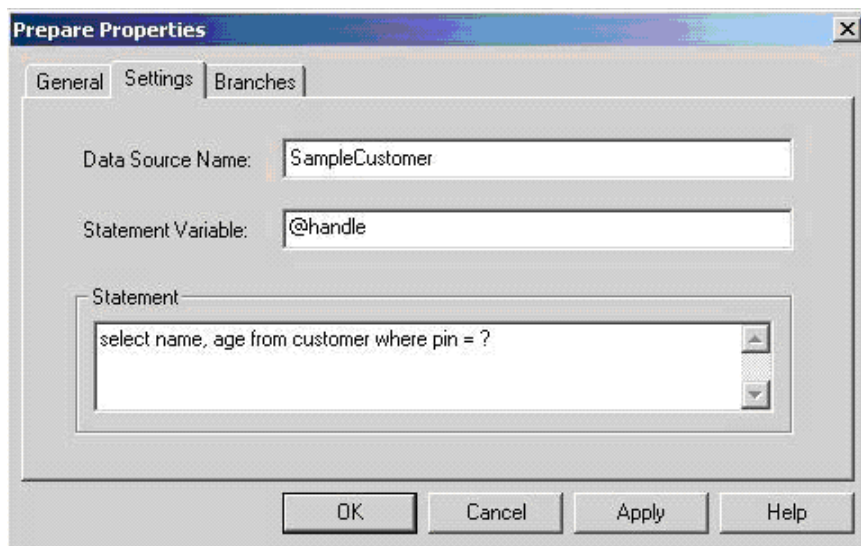 Prepare Properties
General Settings Branches
Data Source Name: SampleCustomer
Statement Variable: @handle
Statement
select name, age from customer where pin = ?
OK Cancel Apply Help